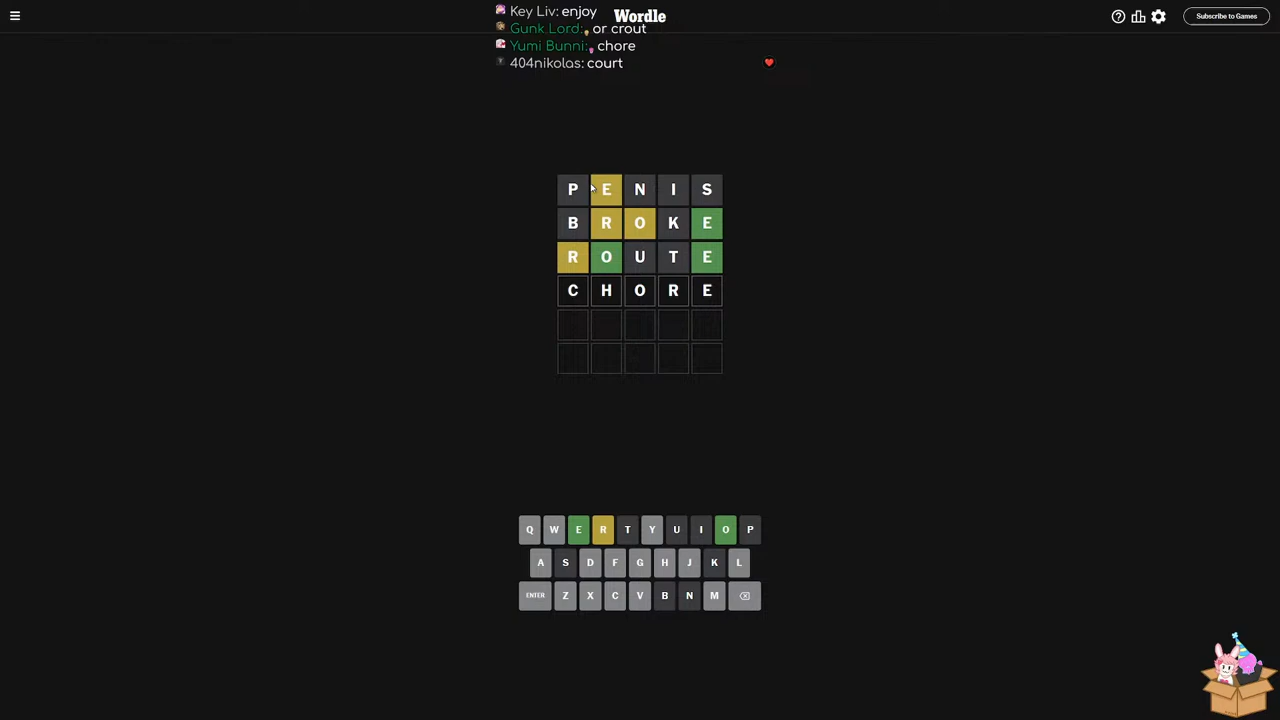 Key Liv: enjoy
Wordle
Subscribe to Games
Gunk Lord: or crout
Yumi Bunni: chore
404nikolas: court
P E N I S
B R O K E
R O U T E
C H O R E
Q W E R T Y U I O P
A S D F G H J K L
ENTER Z X C V B N M